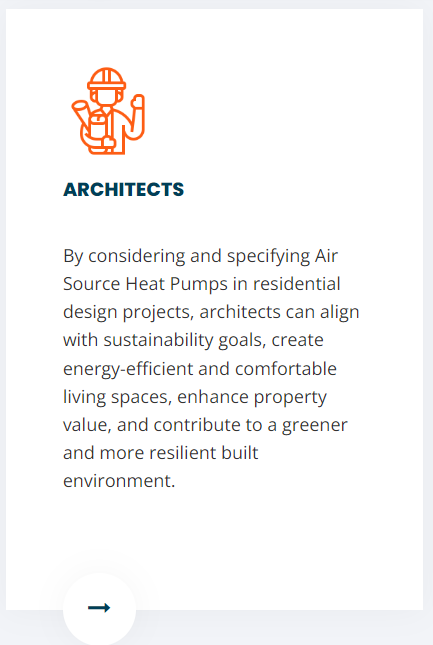 ARCHITECTS
By considering and specifying Air
Source Heat Pumps in residential
design projects, architects can align
with sustainability goals, create
energy-efficient and comfortable
living spaces, enhance property
value, and contribute to a greener
and more resilient built
environment.